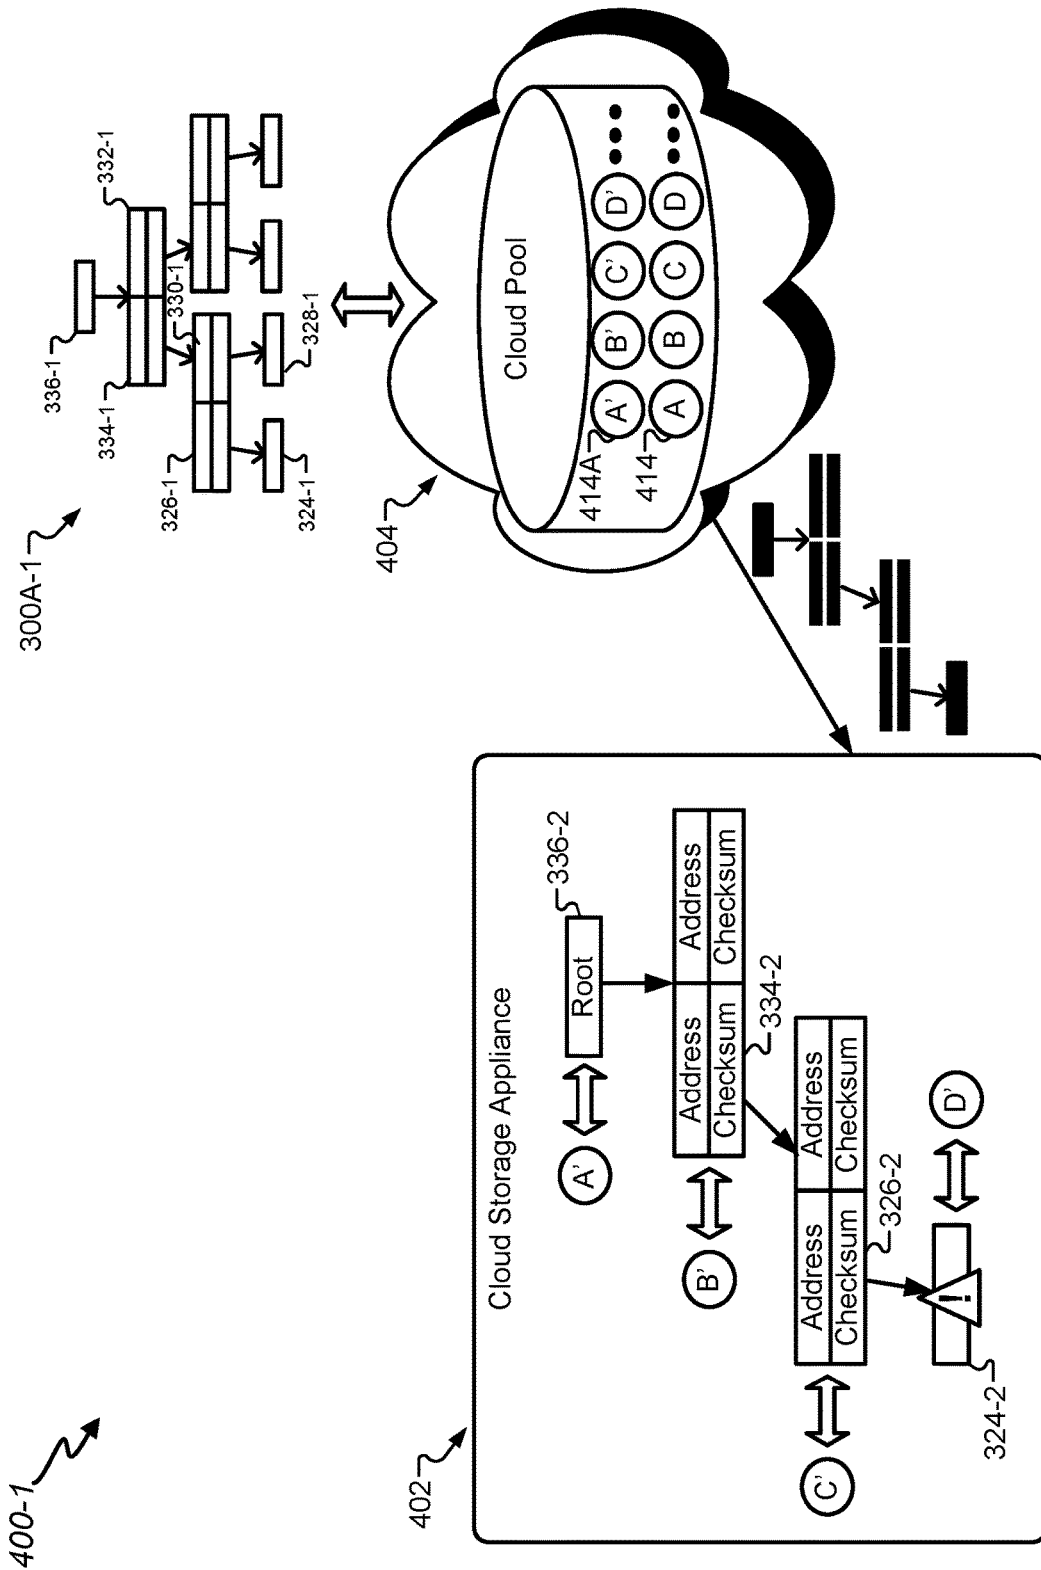 400-1
300A-1
336-1
334-1
332-1
326-1
330-1
324-1
328-1
404
Cloud Pool
414A
A'
B'
C'
D'
414
A
B
C
D
402
Cloud Storage Appliance
A'
Root
336-2
B'
Address
Address
Checksum
Checksum
334-2
C'
Address
Address
Checksum
Checksum
326-2
!
D'
324-2